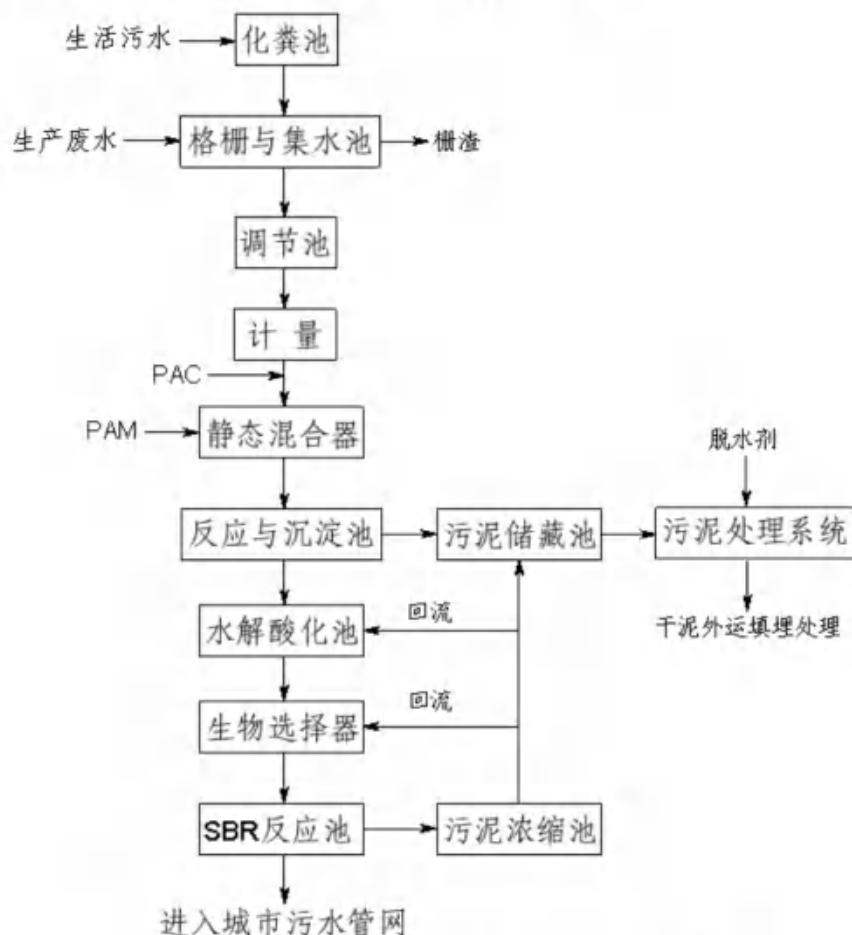 生活污水
化粪池
生产废水
格栅与集水池
栅渣
调节池
计 量
PAC
PAM
静态混合器
脱水剂
反应与沉淀池
污泥储藏池
污泥处理系统
水解酸化池
回流
干泥外运填埋处理
生物选择器
回流
SBR反应池
污泥浓缩池
进入城市污水管网